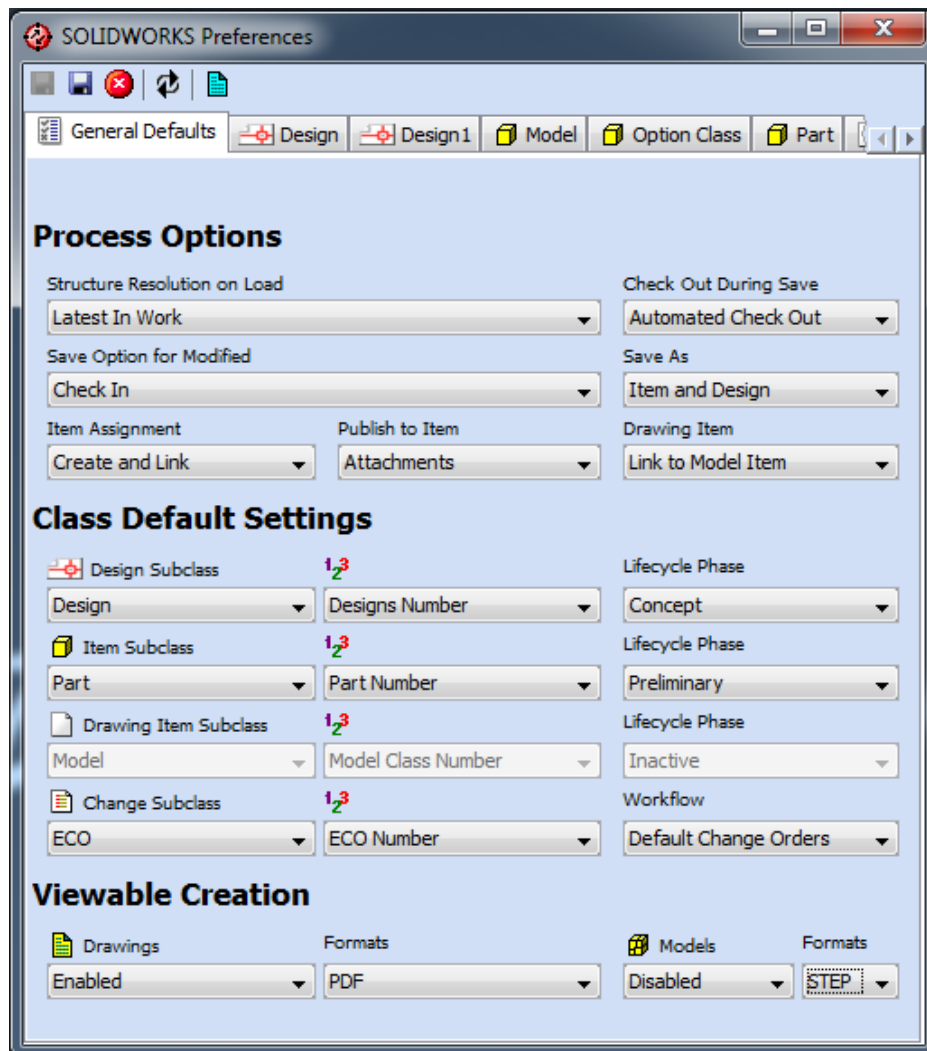 SOLIDWORKS Preferences
General Defaults Design Design1 Model Option Class Part
Process Options
Structure Resolution on Load Check Out During Save
Latest In Work Automated Check Out
Save Option for Modified Save As
Check In Item and Design
Item Assignment Publish to Item Drawing Item
Create and Link Attachments Link to Model Item
Class Default Settings
Design Subclass 123 Lifecycle Phase
Design Designs Number Concept
Item Subclass 123 Lifecycle Phase
Part Part Number Preliminary
Drawing Item Subclass 123 Lifecycle Phase
Model Model Class Number Inactive
Change Subclass 123 Workflow
ECO ECO Number Default Change Orders
Viewable Creation
Drawings Formats Models Formats
Enabled PDF Disabled STEP